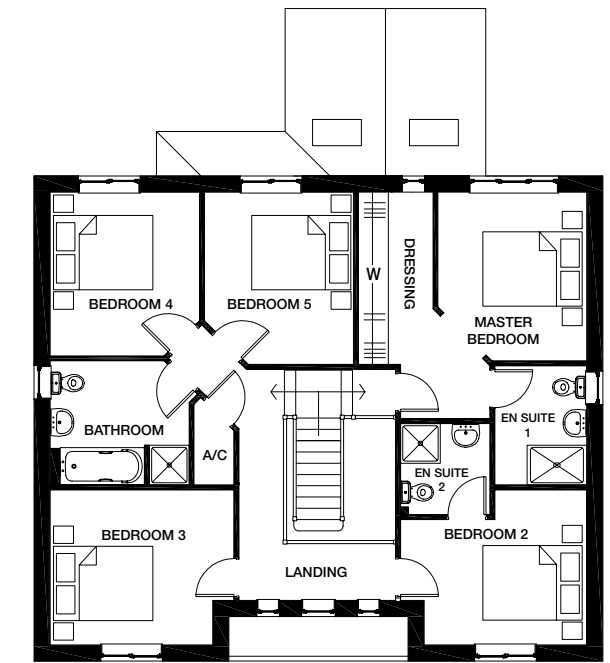 BEDROOM 4
BEDROOM 5
W
DRESSING
MASTER
BEDROOM
BATHROOM
A/C
EN SUITE
1
EN SUITE
2
BEDROOM 3
LANDING
BEDROOM 2